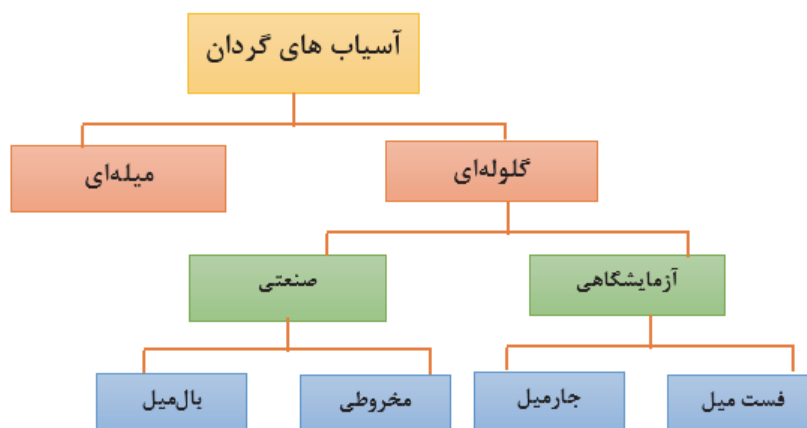 آسیاب های گردان
گلوله‌ای
میله‌ای
آزمایشگاهی
صنعتی
فست میل
جارمیل
مخروطی
بال‌میل